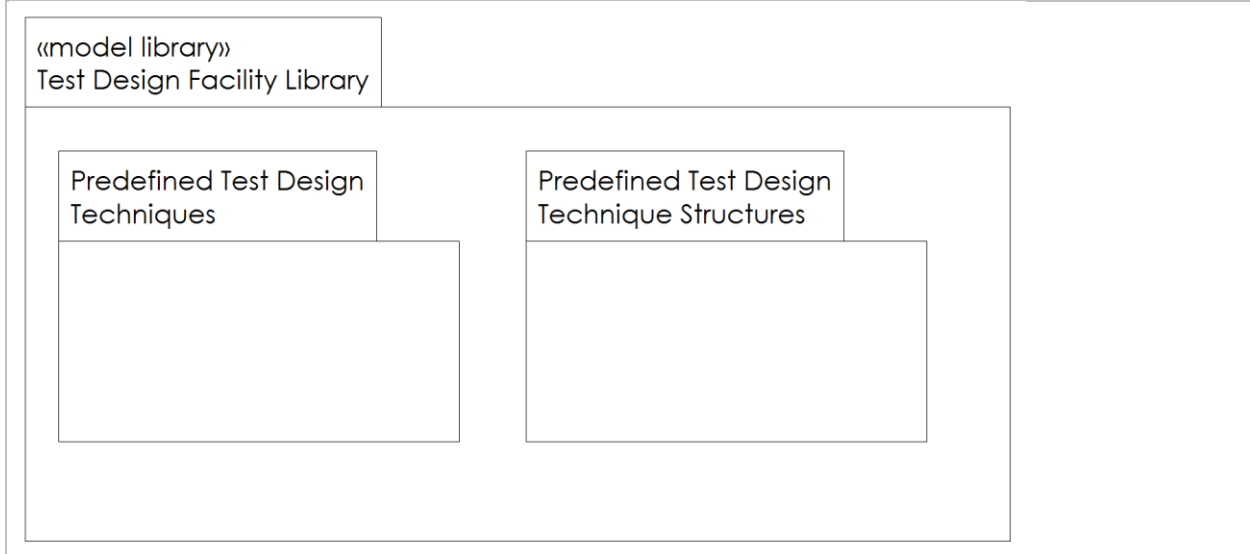 «model library»
Test Design Facility Library
Predefined Test Design
Techniques
Predefined Test Design
Technique Structures